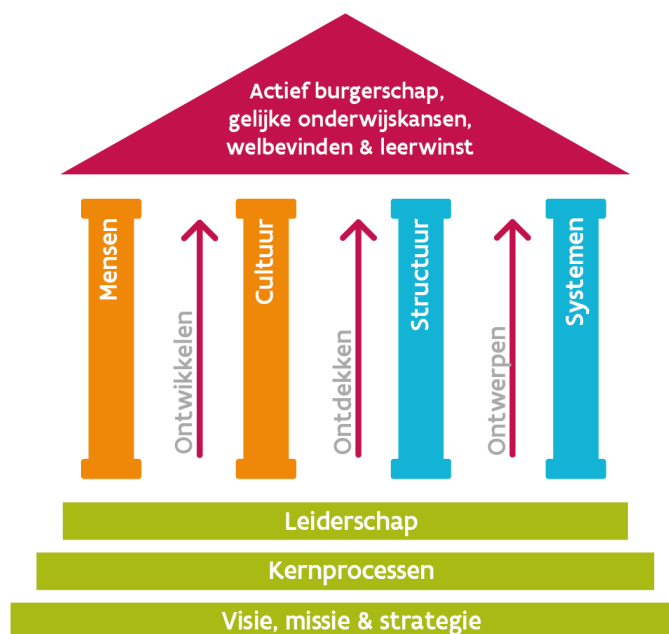 Actief burgerschap,
gelijke onderwijskansen,
welbevinden & leerwinst
Mensen
Ontwikkelen
Cultuur
Ontdekken
Structuur
Ontwerpen
Systemen
Leiderschap
Kernprocessen
Visie, missie & strategie